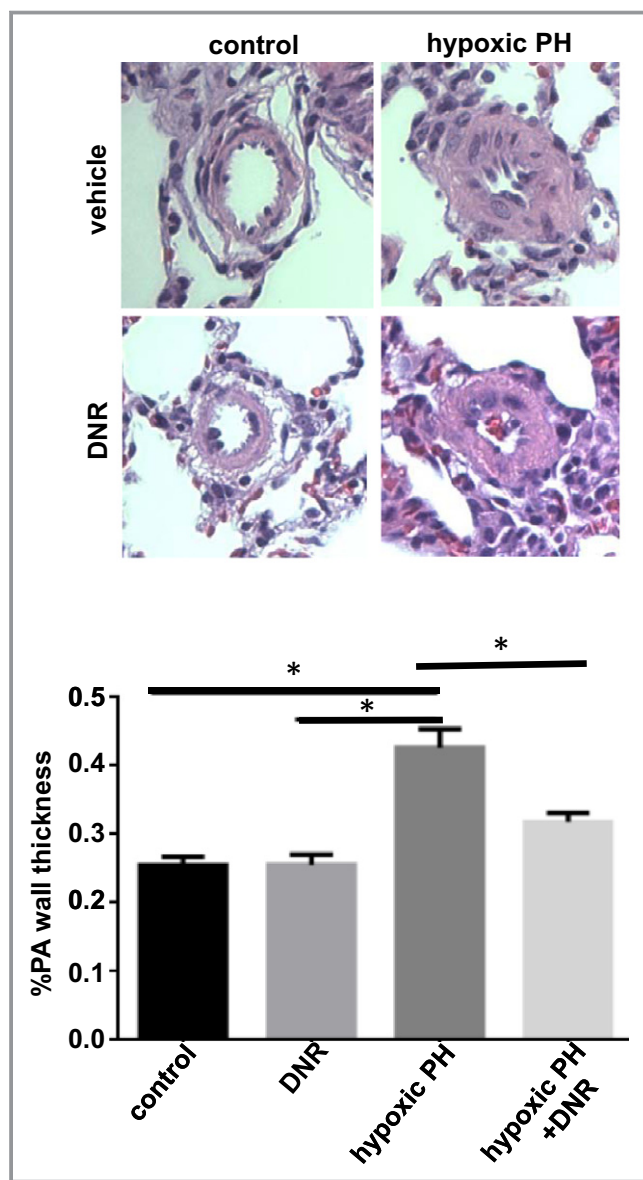 control hypoxic PH
vehicle
DNR
*
*
%PA wall thickness
0.5
0.4
0.3
0.2
0.1
0.0
control
DNR
hypoxic PH
hypoxic PH
+DNR